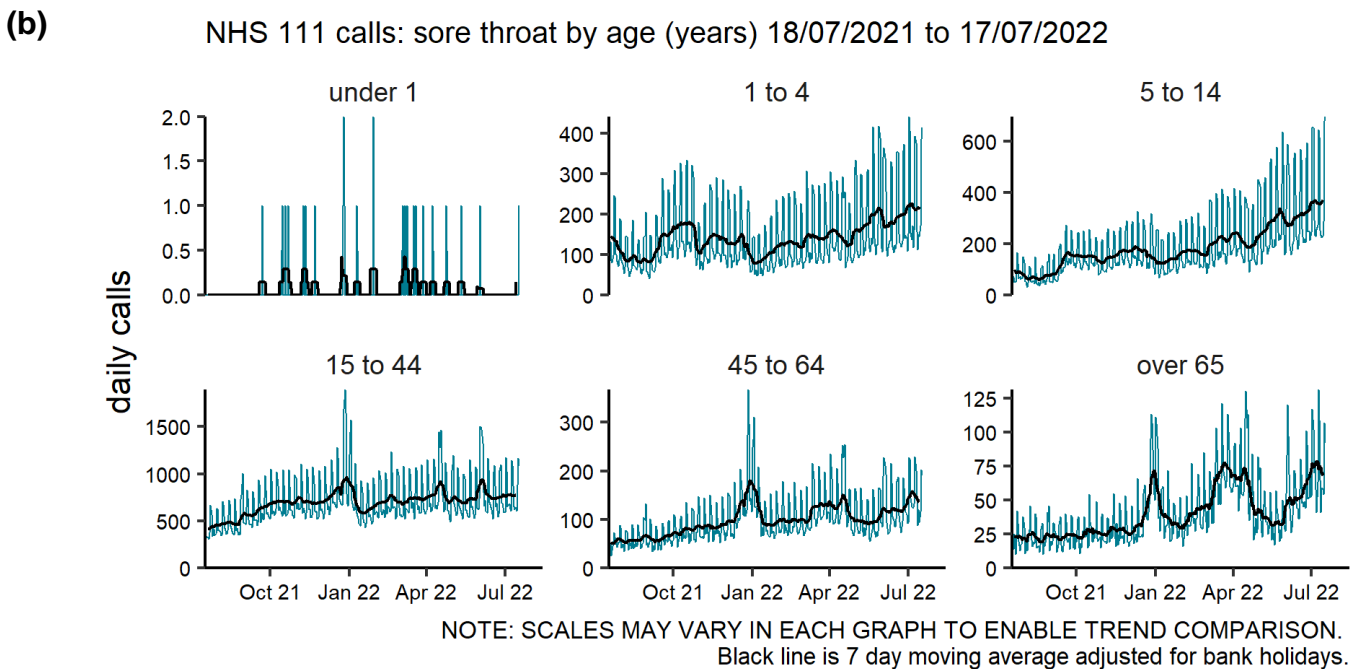 (b)
NHS 111 calls: sore throat by age (years) 18/07/2021 to 17/07/2022
daily calls
under 1
2.0
1.5
1.0
0.5
0.0
1 to 4
400
300
200
100
0
5 to 14
600
400
200
0
15 to 44
1500
1000
500
0
Oct 21 Jan 22 Apr 22 Jul 22
45 to 64
300
200
100
0
Oct 21 Jan 22 Apr 22 Jul 22
over 65
125
100
75
50
25
0
Oct 21 Jan 22 Apr 22 Jul 22
NOTE: SCALES MAY VARY IN EACH GRAPH TO ENABLE TREND COMPARISON.
Black line is 7 day moving average adjusted for bank holidays.